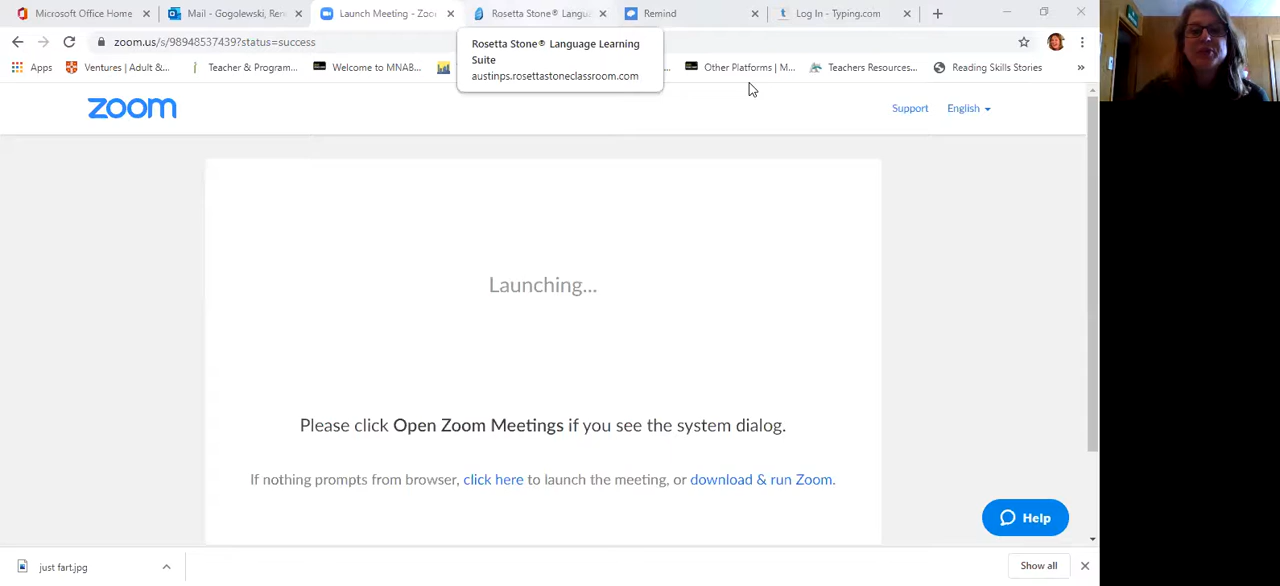 Microsoft Office Home
Mail - Gogolewski, Ren
Launch Meeting - Zoo
Rosetta Stone® Langu
Remind
Log In - Typing.com
zoom.us/s/98948537439?status=success
Rosetta Stone® Language Learning
Suite
austinps.rosettastoneclassroom.com
Apps
Ventures | Adult &...
Teacher & Program...
Welcome to MNAB...
Other Platforms | M...
Teachers Resources...
Reading Skills Stories
zoom
Support
English
Launching...
Please click Open Zoom Meetings if you see the system dialog.
If nothing prompts from browser, click here to launch the meeting, or download & run Zoom.
Help
just fart.jpg
Show all